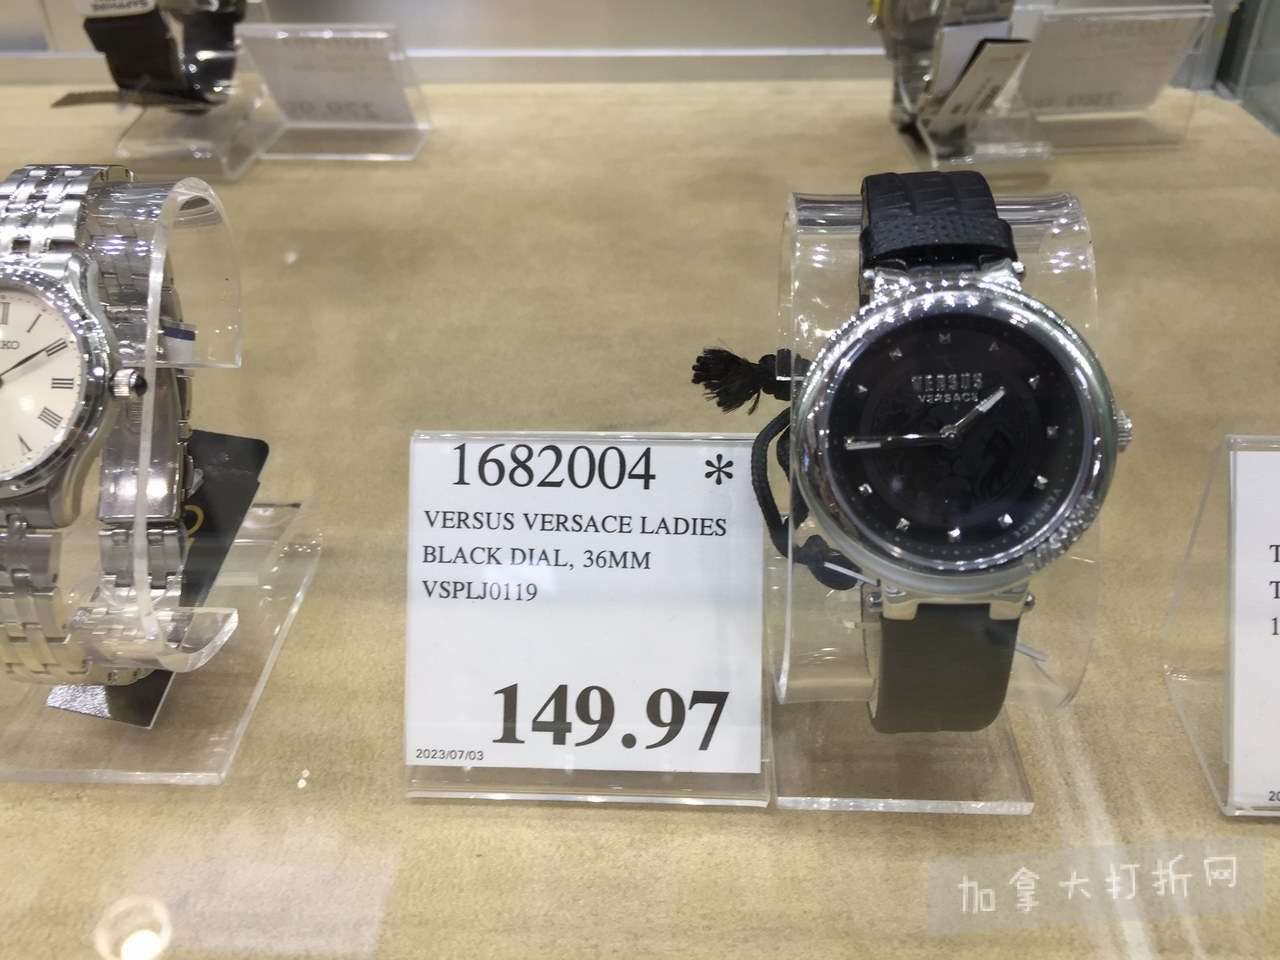 SAPPHIRE
1682004 *
VERSUS VERSACE LADIES
BLACK DIAL, 36MM
VSPLJ0119
149.97
2023/07/03
VERSUS
VERSACE
加拿大打折网